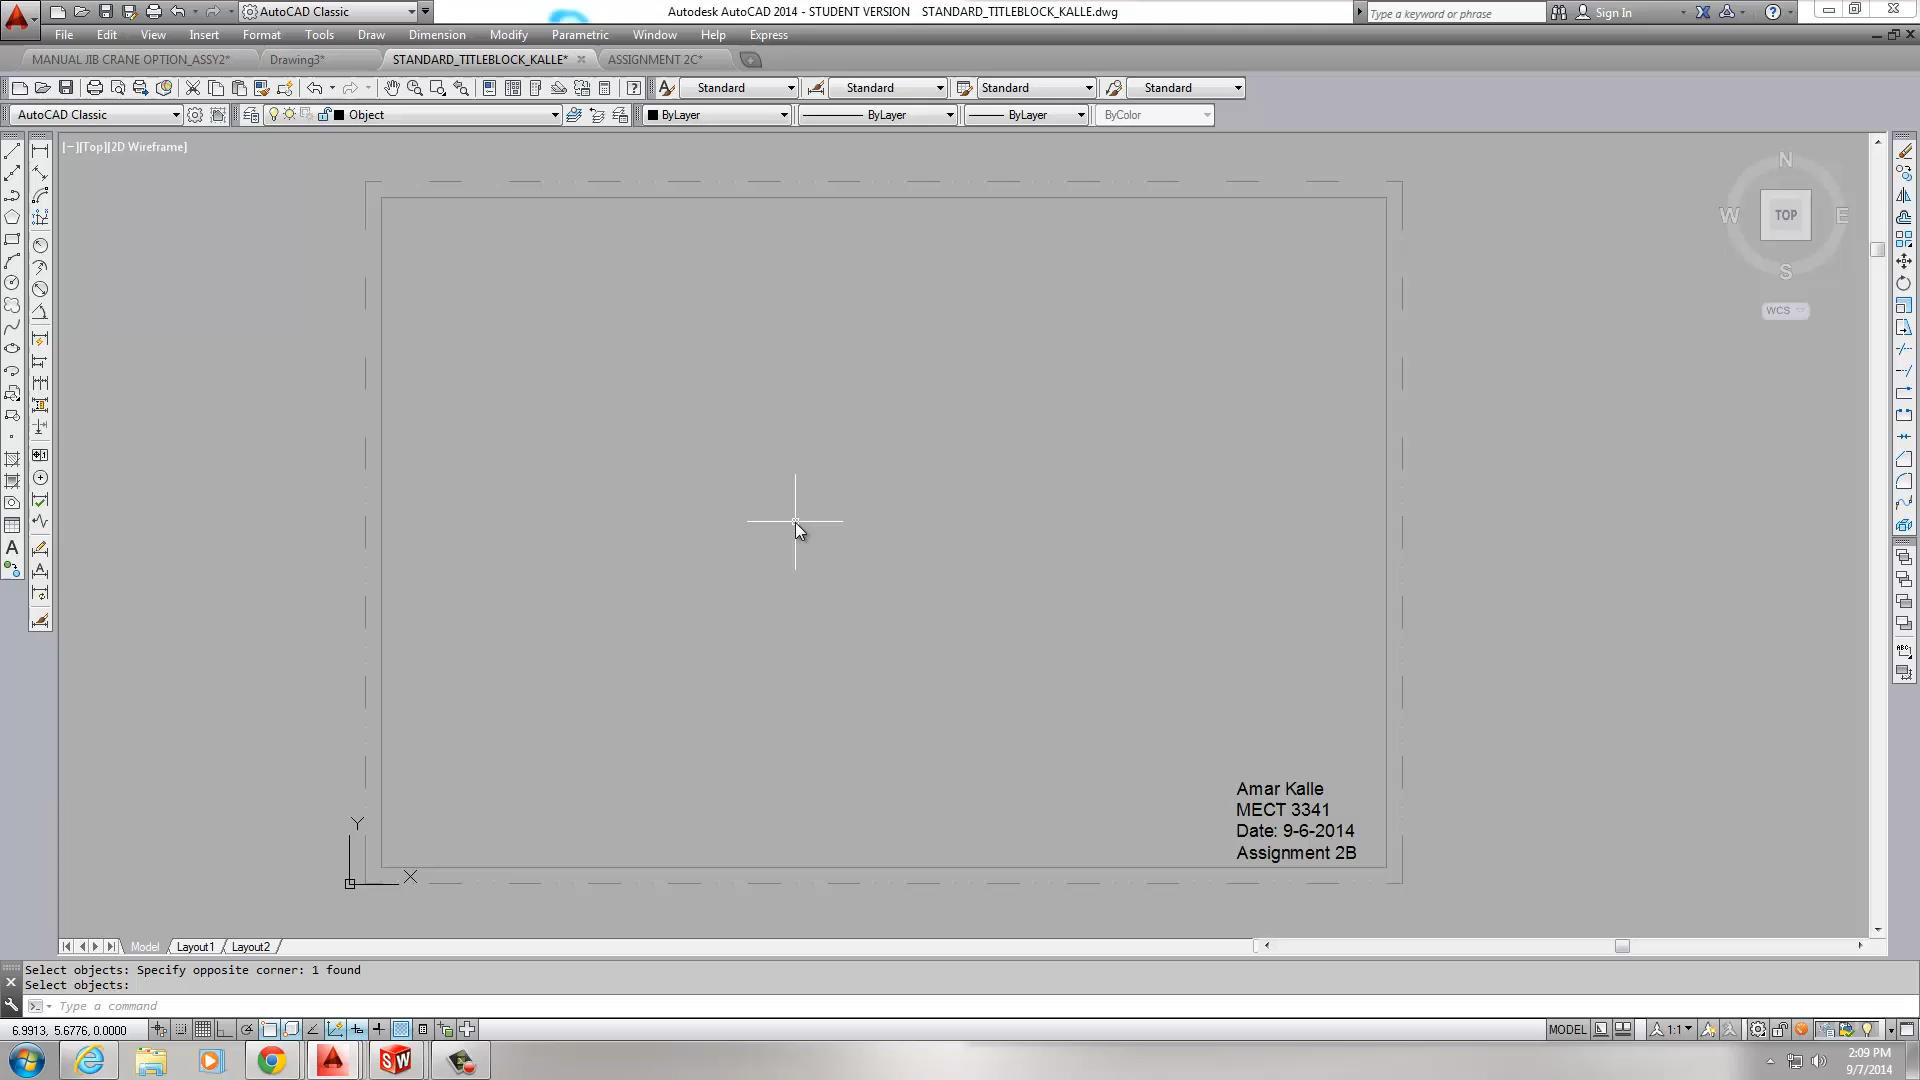 AutoCAD Classic
Autodesk AutoCAD 2014 - STUDENT VERSION STANDARD_TITLEBLOCK_KALLE.dwg
Type a keyword or phrase
Sign In
File Edit View Insert Format Tools Draw Dimension Modify Parametric Window Help Express
MANUAL JIB CRANE OPTION_ASSY2* Drawing3* STANDARD_TITLEBLOCK_KALLE* ASSIGNMENT 2C*
Standard Standard Standard Standard
AutoCAD Classic Object ByLayer ByLayer ByLayer ByColor
[−][Top][2D Wireframe]
N
W TOP E
S
WCS
Amar Kalle
MECT 3341
Date: 9-6-2014
Assignment 2B
Y
X
Model Layout1 Layout2
Select objects: Specify opposite corner: 1 found
Select objects:
Type a command
6.9913, 5.6776, 0.0000 MODEL 1:1
2:09 PM
9/7/2014